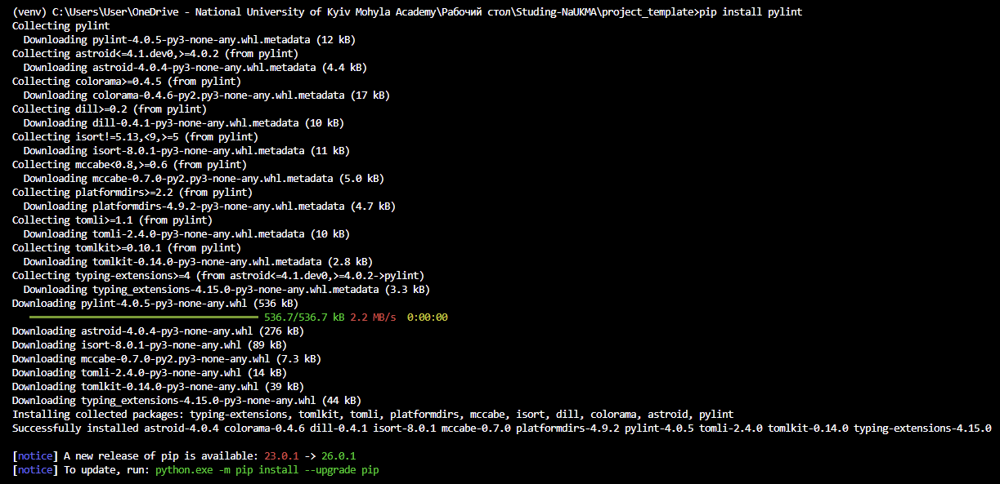 (venv) C:\Users\User\OneDrive - National University of Kyiv Mohyla Academy\Рабочий стол\Studing-NaUKMA\project_template>pip install pylint
Collecting pylint
  Downloading pylint-4.0.5-py3-none-any.whl.metadata (12 kB)
Collecting astroid<=4.1.dev0,>=4.0.2 (from pylint)
  Downloading astroid-4.0.4-py3-none-any.whl.metadata (4.4 kB)
Collecting colorama>=0.4.5 (from pylint)
  Downloading colorama-0.4.6-py2.py3-none-any.whl.metadata (17 kB)
Collecting dill>=0.2 (from pylint)
  Downloading dill-0.4.1-py3-none-any.whl.metadata (10 kB)
Collecting isort!=5.13,<9,>=5 (from pylint)
  Downloading isort-8.0.1-py3-none-any.whl.metadata (11 kB)
Collecting mccabe<0.8,>=0.6 (from pylint)
  Downloading mccabe-0.7.0-py2.py3-none-any.whl.metadata (5.0 kB)
Collecting platformdirs>=2.2 (from pylint)
  Downloading platformdirs-4.9.2-py3-none-any.whl.metadata (4.7 kB)
Collecting tomli>=1.1 (from pylint)
  Downloading tomli-2.4.0-py3-none-any.whl.metadata (10 kB)
Collecting tomlkit>=0.10.1 (from pylint)
  Downloading tomlkit-0.14.0-py3-none-any.whl.metadata (2.8 kB)
Collecting typing-extensions>=4 (from astroid<=4.1.dev0,>=4.0.2->pylint)
  Downloading typing_extensions-4.15.0-py3-none-any.whl.metadata (3.3 kB)
Downloading pylint-4.0.5-py3-none-any.whl (536 kB)
536.7/536.7 kB 2.2 MB/s  0:00:00
Downloading astroid-4.0.4-py3-none-any.whl (276 kB)
Downloading isort-8.0.1-py3-none-any.whl (89 kB)
Downloading mccabe-0.7.0-py2.py3-none-any.whl (7.3 kB)
Downloading tomli-2.4.0-py3-none-any.whl (14 kB)
Downloading tomlkit-0.14.0-py3-none-any.whl (39 kB)
Downloading typing_extensions-4.15.0-py3-none-any.whl (44 kB)
Installing collected packages: typing-extensions, tomlkit, tomli, platformdirs, mccabe, isort, dill, colorama, astroid, pylint
Successfully installed astroid-4.0.4 colorama-0.4.6 dill-0.4.1 isort-8.0.1 mccabe-0.7.0 platformdirs-4.9.2 pylint-4.0.5 tomli-2.4.0 tomlkit-0.14.0 typing-extensions-4.15.0
[notice] A new release of pip is available: 23.0.1 -> 26.0.1
[notice] To update, run: python.exe -m pip install --upgrade pip